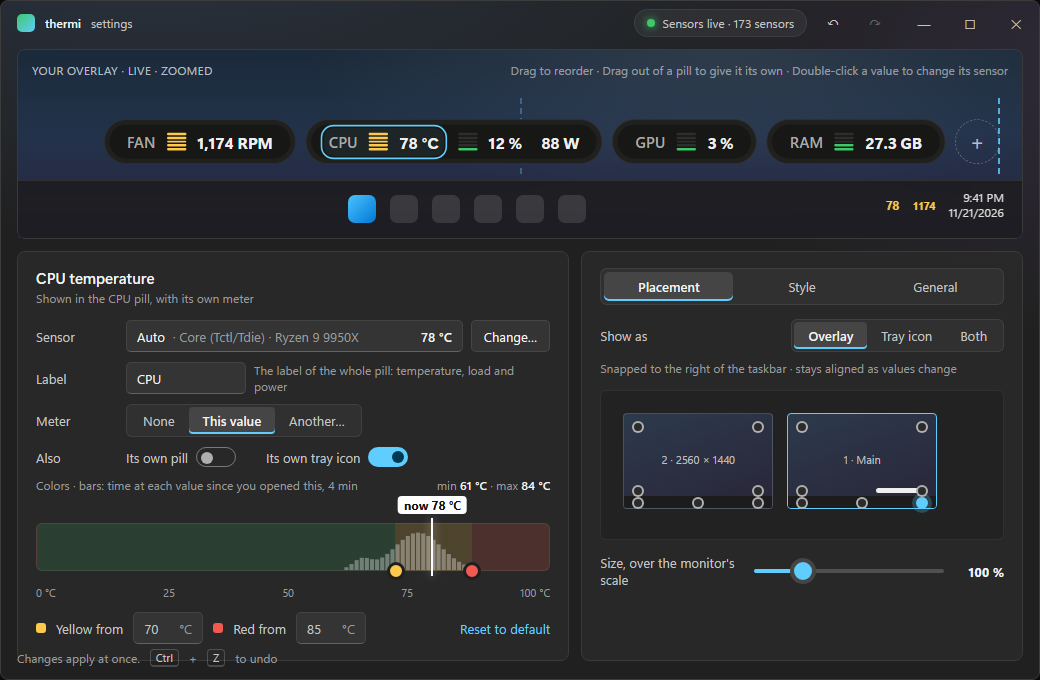 thermi settings
Sensors live · 173 sensors
YOUR OVERLAY · LIVE · ZOOMED
Drag to reorder · Drag out of a pill to give it its own · Double-click a value to change its sensor
FAN 1,174 RPM
CPU 78 °C 12 % 88 W
GPU 3 %
RAM 27.3 GB
+
78 1174
9:41 PM
11/21/2026
CPU temperature
Shown in the CPU pill, with its own meter
Sensor
Auto · Core (Tctl/Tdie) · Ryzen 9 9950X 78 °C
Change...
Label
CPU
The label of the whole pill: temperature, load and
power
Meter
None This value Another...
Also
Its own pill
Its own tray icon
Colors · bars: time at each value since you opened this, 4 min
min 61 °C · max 84 °C
now 78 °C
0 °C 25 50 75 100 °C
Yellow from 70 °C
Red from 85 °C
Reset to default
Changes apply at once. Ctrl + Z to undo
Placement Style General
Show as
Overlay Tray icon Both
Snapped to the right of the taskbar · stays aligned as values change
2 · 2560 × 1440
1 · Main
Size, over the monitor's
scale
100 %